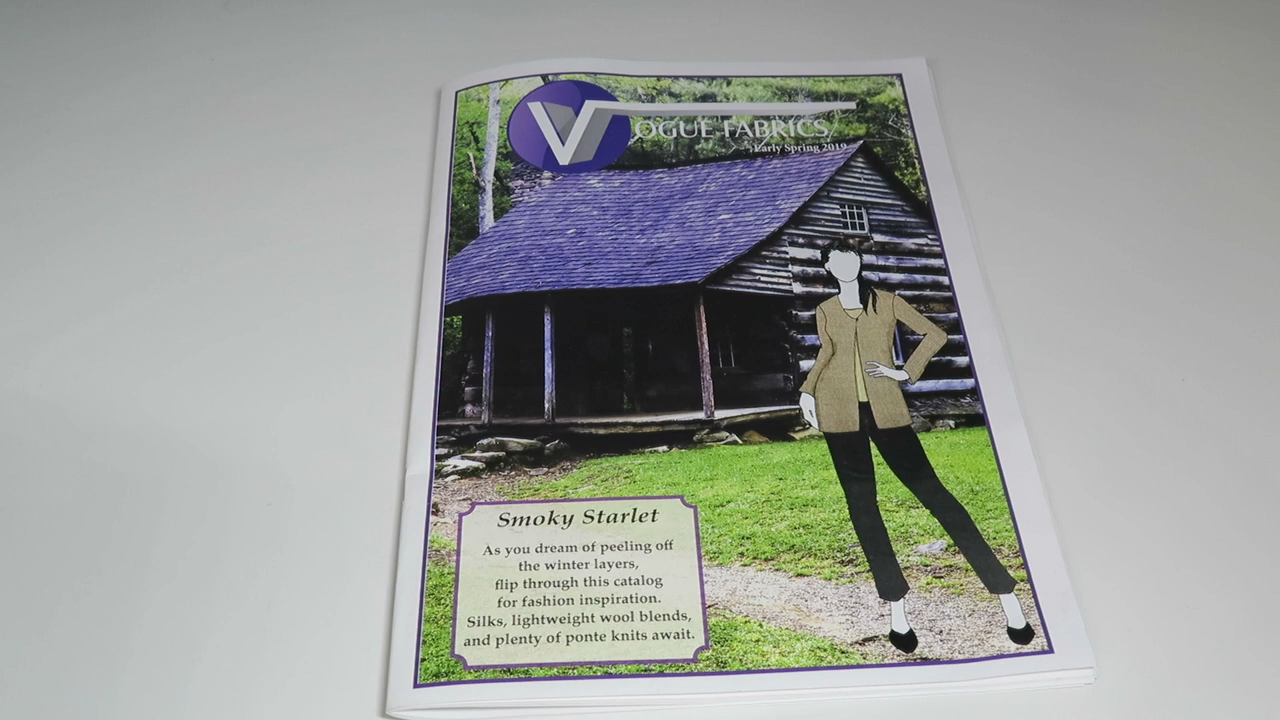 VOGUE FABRICS
Early Spring 2019
Smoky Starlet
As you dream of peeling off
the winter layers,
flip through this catalog
for fashion inspiration.
Silks, lightweight wool blends,
and plenty of ponte knits await.